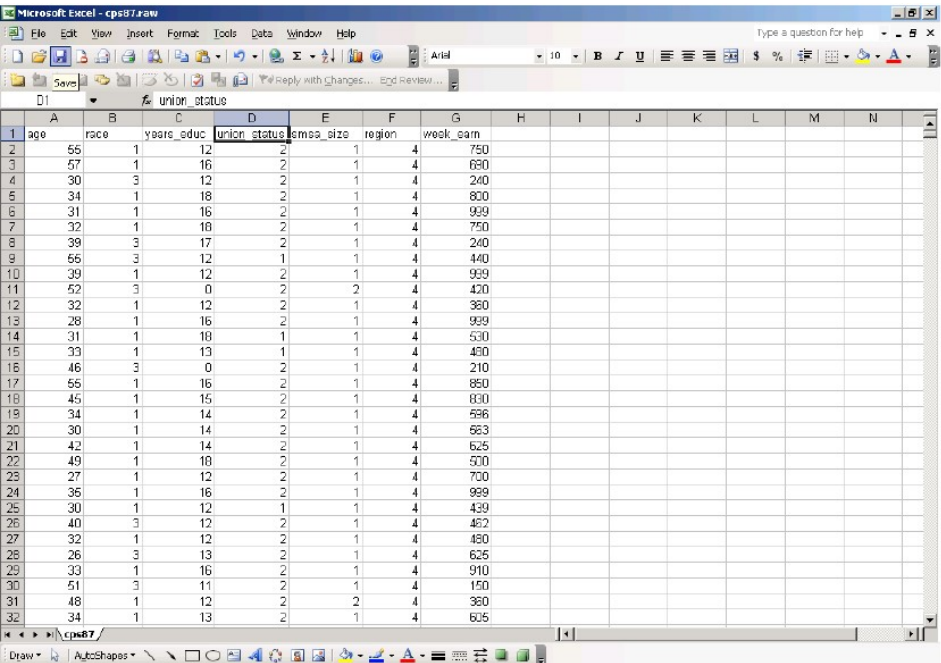 Microsoft Excel - cps87.raw
File Edit View Insert Format Tools Data Window Help Type a question for help
Arial 10 B I U $ %
Save Reply with Changes... End Review...
D1 fx union_status
A B C D E F G H I J K L M N
1 age race years_educ union_status smsa_size region week_earn
2 55 1 12 2 1 4 750
3 57 1 16 2 1 4
4 30 3 12 2 1 4 240
5 34 1 18 2 1 4 800
6 31 1 16 2 1 4 999
7 32 1 18 2 1 4 750
8 39 3 17 2 1 4 240
9 3 12 1 1 4 440
10 39 1 12 2 1 4 999
11 52 3 0 2 2 4 420
12 32 1 12 2 1 4
13 28 1 16 2 1 4 999
14 31 1 18 1 1 4 530
15 33 1 13 1 1 4 480
16 46 3 0 2 1 4 210
17 55 1 16 2 1 4 850
18 45 1 15 2 1 4 830
19 34 1 14 2 1 4 596
20 30 1 14 2 1 4
21 42 1 14 2 1 4 625
22 49 1 18 2 1 4 500
23 27 1 12 2 1 4 700
24 1 16 2 1 4 999
25 30 1 12 1 1 4 439
26 40 3 12 2 1 4 462
27 32 1 12 2 1 4 480
28 26 3 13 2 1 4 625
29 33 1 16 2 1 4 910
30 51 3 11 2 1 4 150
31 48 1 12 2 2 4
32 34 1 13 2 1 4 605
cps87
Draw AutoShapes